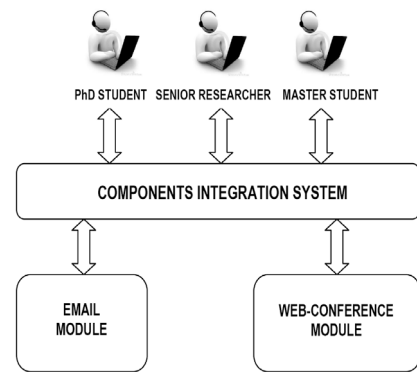 PhD STUDENT SENIOR RESEARCHER MASTER STUDENT
COMPONENTS INTEGRATION SYSTEM
EMAIL
MODULE
WEB-CONFERENCE
MODULE